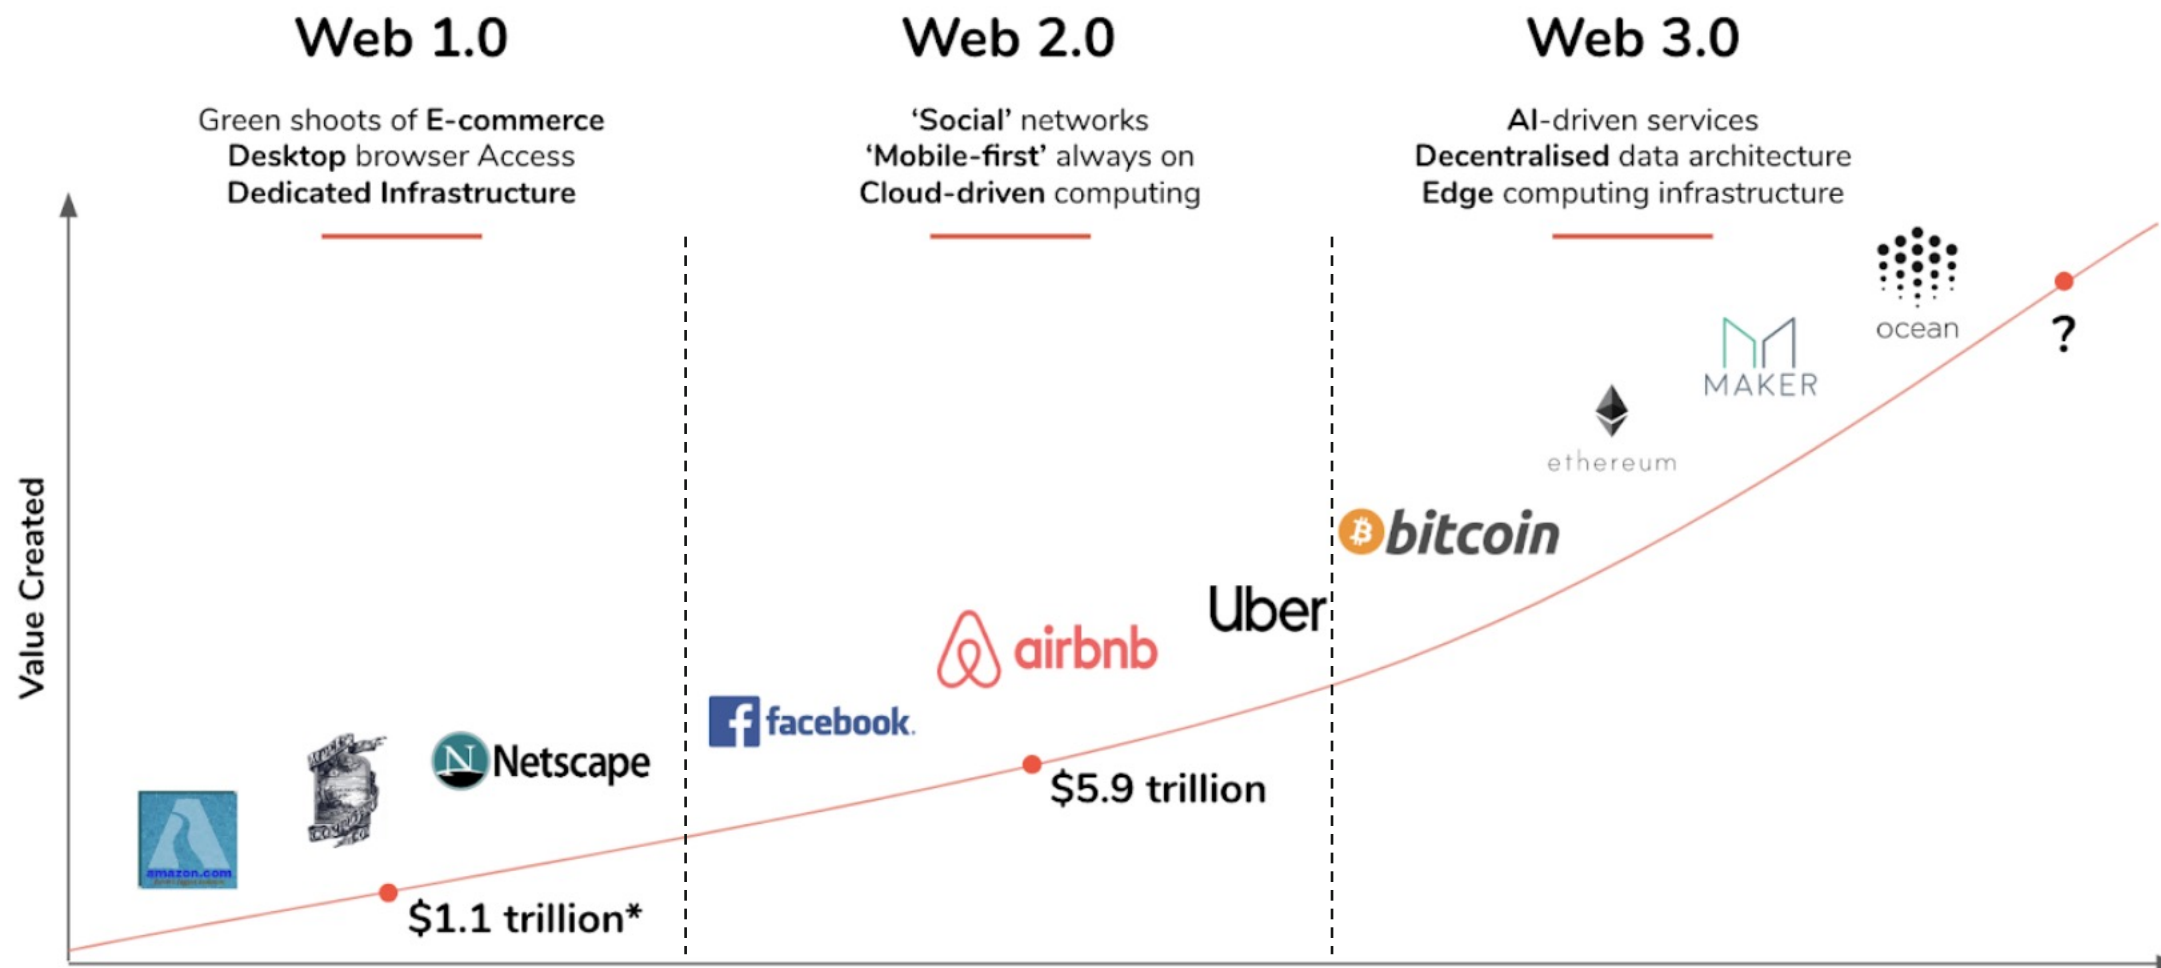 Web 1.0
Green shoots of E-commerce
Desktop browser Access
Dedicated Infrastructure
Web 2.0
‘Social’ networks
‘Mobile-first’ always on
Cloud-driven computing
Web 3.0
AI-driven services
Decentralised data architecture
Edge computing infrastructure
Value Created
amazon.com
Netscape
$1.1 trillion*
facebook.
airbnb
Uber
$5.9 trillion
bitcoin
ethereum
MAKER
ocean
?